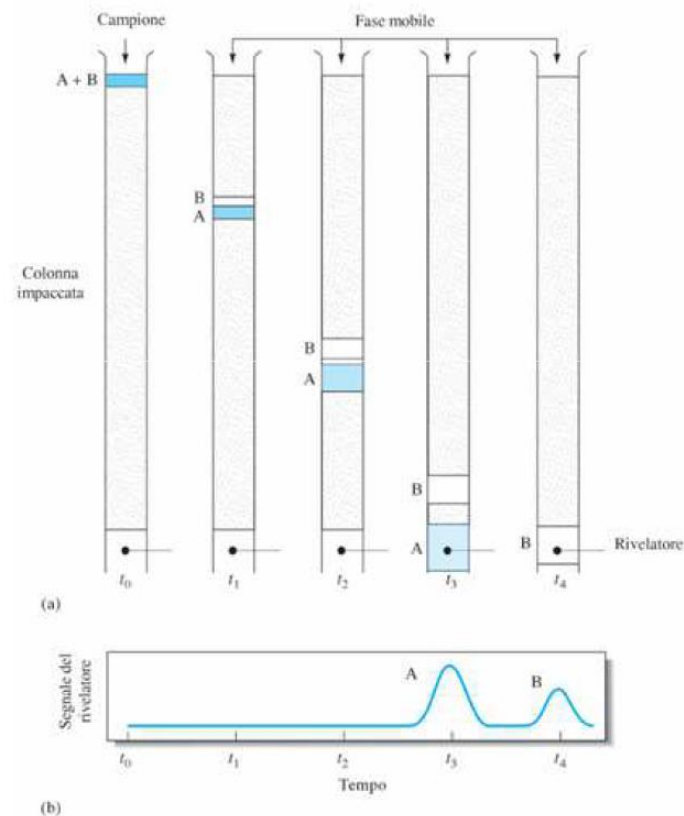 Campione
Fase mobile
A + B
B
A
Colonna
impaccata
B
A
B
A
B
Rivelatore
t0
t1
t2
t3
t4
(a)
Segnale del
rivelatore
A
B
t0
t1
t2
t3
t4
Tempo
(b)